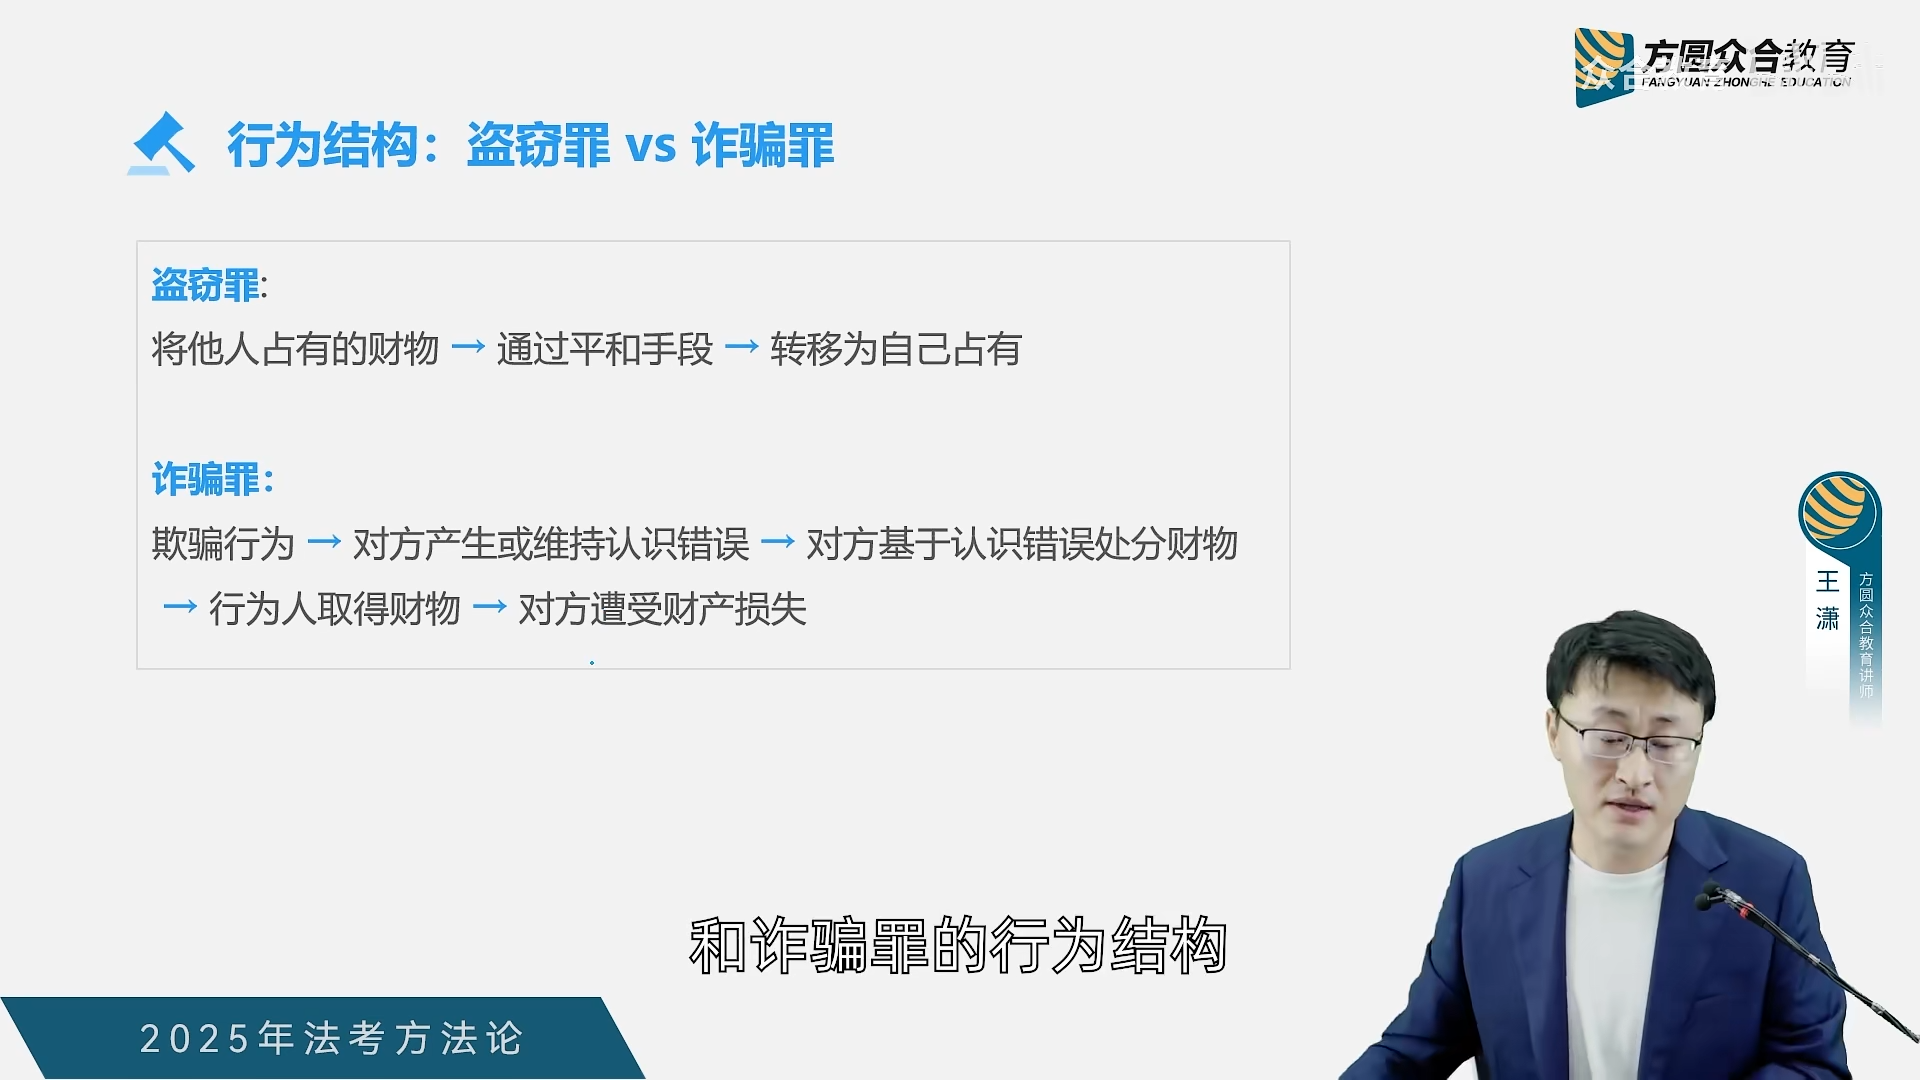 方圆众合教育
FANGYUAN ZHONGHE EDUCATION
行为结构：盗窃罪 vs 诈骗罪
盗窃罪:
将他人占有的财物 → 通过平和手段 → 转移为自己占有
诈骗罪：
欺骗行为 → 对方产生或维持认识错误 → 对方基于认识错误处分财物
→ 行为人取得财物 → 对方遭受财产损失
王潇
方圆众合教育讲师
和诈骗罪的行为结构
2025年法考方法论